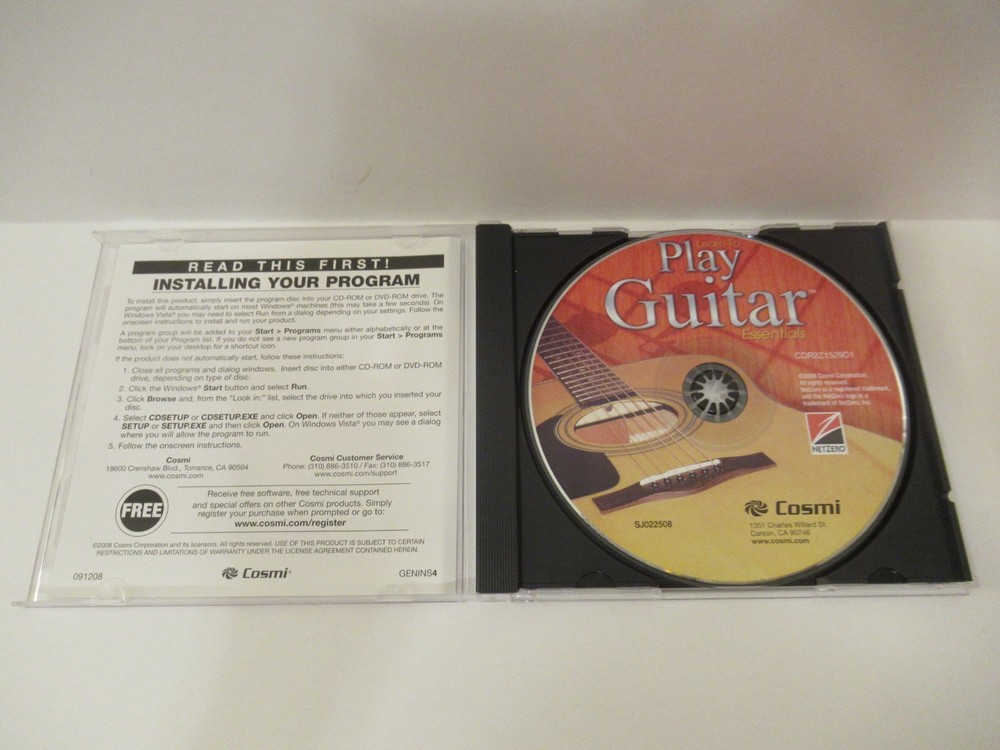 READ THIS FIRST!
INSTALLING YOUR PROGRAM
To install this product, simply insert the program disc into your CD-ROM or DVD-ROM drive. The
program will automatically start on most Windows® machines (this may take a few seconds). On
Windows Vista® you may need to select Run from a dialog depending on your settings. Follow the
onscreen instructions to install and run your product.
A program group will be added to your Start > Programs menu either alphabetically or at the
bottom of your Program list. If you do not see a new program group in your Start > Programs
menu, look on your desktop for a shortcut icon.
If the product does not automatically start, follow these instructions:
1. Close all programs and dialog windows. Insert disc into either CD-ROM or DVD-ROM
drive, depending on type of disc.
2. Click the Windows® Start button and select Run.
3. Click Browse and, from the "Look in:" list, select the drive into which you inserted your
disc.
4. Select CDSETUP or CDSETUP.EXE and click Open. If neither of those appear, select
SETUP or SETUP.EXE and then click Open. On Windows Vista® you may see a dialog
where you will allow the program to run.
5. Follow the onscreen instructions.
Cosmi
18600 Crenshaw Blvd., Torrance, CA 90504
www.cosmi.com
Cosmi Customer Service
Phone: (310) 886-3510 / Fax: (310) 886-3517
www.cosmi.com/support
FREE
Receive free software, free technical support
and special offers on other Cosmi products. Simply
register your purchase when prompted or go to:
www.cosmi.com/register
©2008 Cosmi Corporation and its licensors. All rights reserved. USE OF THIS PRODUCT IS SUBJECT TO CERTAIN
RESTRICTIONS AND LIMITATIONS OF WARRANTY UNDER THE LICENSE AGREEMENT CONTAINED HEREIN.
091208
Cosmi®
GENINS4
Learn To
Play
Guitar™
Essentials
CDR2Z1529D1
©2008 Cosmi Corporation.
All rights reserved.
NetZero is a registered trademark,
and the NetZero logo is a
trademark of NetZero, Inc.
Z
NETZERO®
SJ022508
Cosmi
1351 Charles Willard St.
Carson, CA 90746
www.cosmi.com